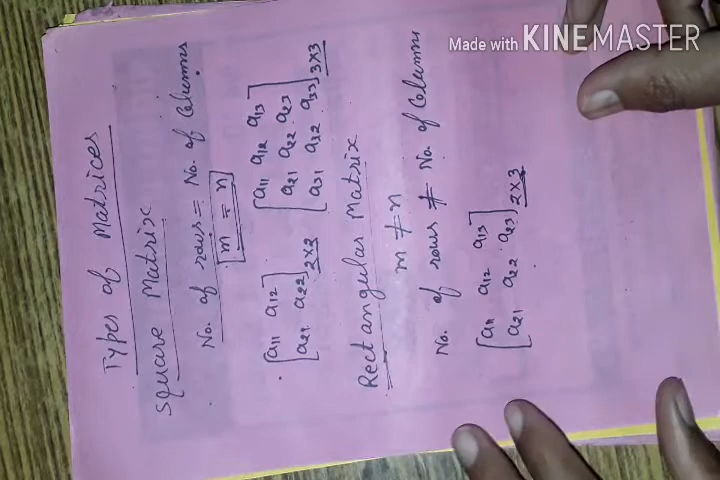 Made with KINEMASTER
Types of Matrices
Square Matrix
No. of rows = No. of Columns
[m = n]
[a11 a12
a21 a22] 2×2
[a11 a12 a13
a21 a22 a23
a31 a32 a33] 3×3
Rectangular Matrix
m ≠ n
No. of rows ≠ No. of Columns
[a11 a12 a13
a21 a22 a23] 2×3